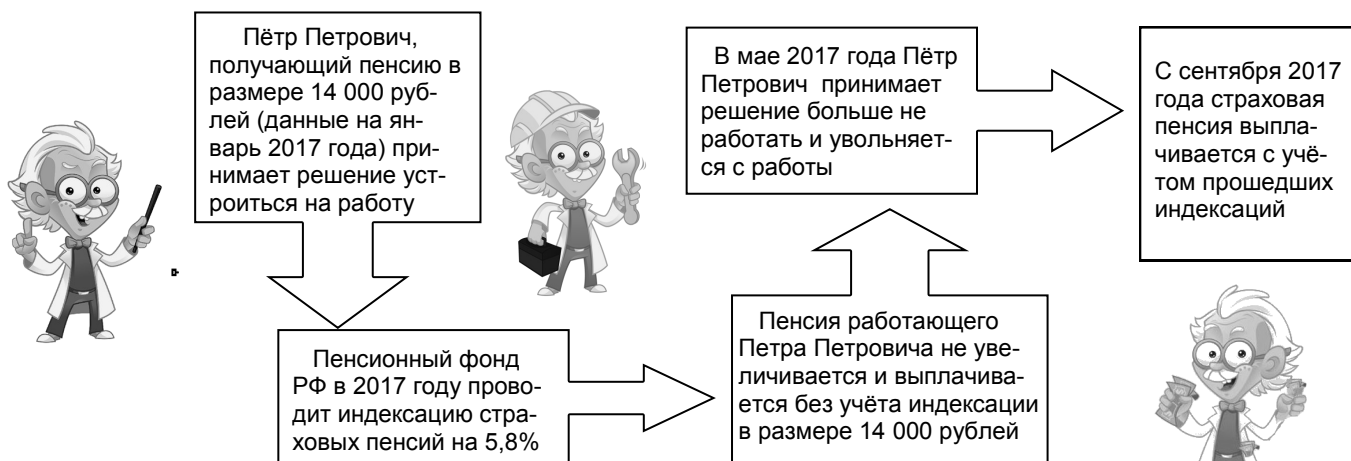 Пётр Петрович,
получающий пенсию в
размере 14 000 руб-
лей (данные на ян-
варь 2017 года) при-
нимает решение уст-
роиться на работу
Пенсионный фонд
РФ в 2017 году прово-
дит индексацию стра-
ховых пенсий на 5,8%
Пенсия работающего
Петра Петровича не уве-
личивается и выплачива-
ется без учёта индексации
в размере 14 000 рублей
В мае 2017 года Пётр
Петрович принимает
решение больше не
работать и увольняет-
ся с работы
С сентября 2017
года страховая
пенсия выпла-
чивается с учё-
том прошедших
индексаций